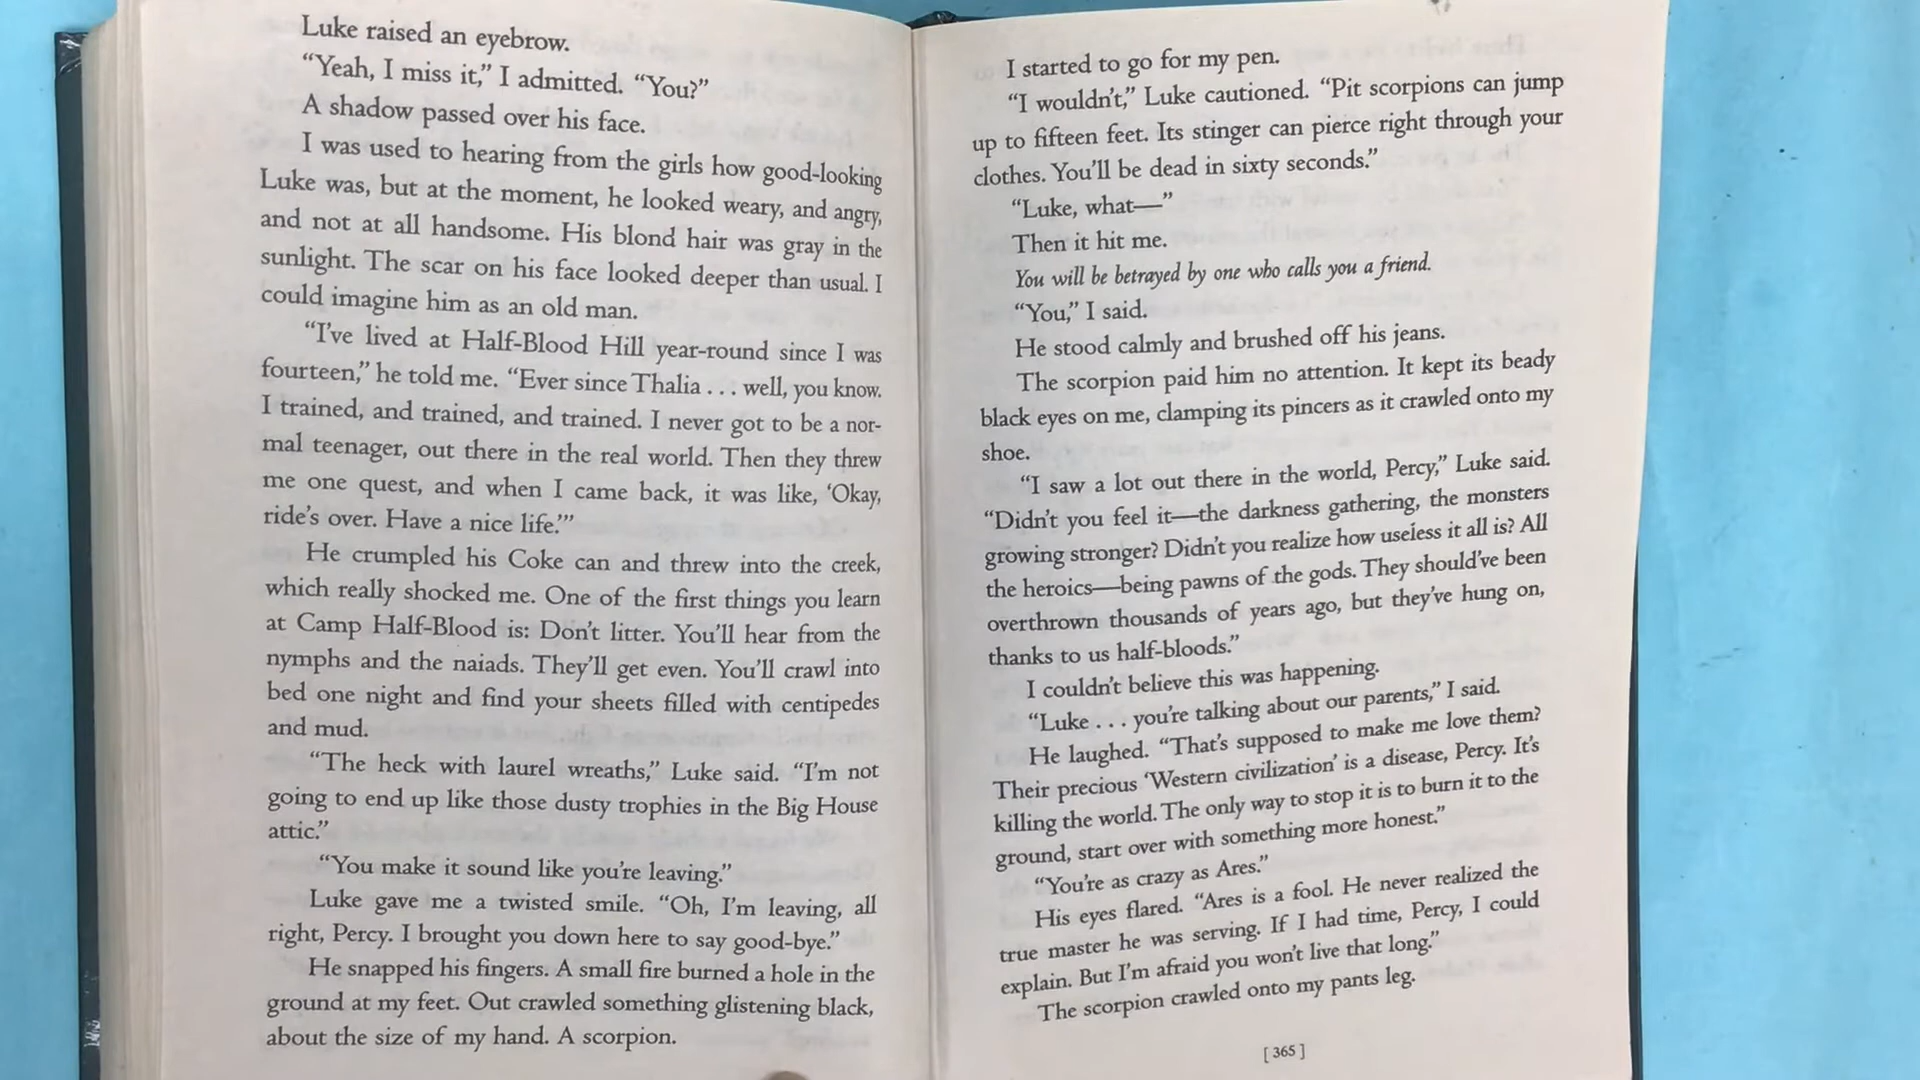 Luke raised an eyebrow.
“Yeah, I miss it,” I admitted. “You?”
A shadow passed over his face.
I was used to hearing from the girls how good-looking
Luke was, but at the moment, he looked weary, and angry,
and not at all handsome. His blond hair was gray in the
sunlight. The scar on his face looked deeper than usual. I
could imagine him as an old man.
“I’ve lived at Half-Blood Hill year-round since I was
fourteen,” he told me. “Ever since Thalia . . . well, you know.
I trained, and trained, and trained. I never got to be a nor-
mal teenager, out there in the real world. Then they threw
me one quest, and when I came back, it was like, ‘Okay,
ride’s over. Have a nice life.’”
He crumpled his Coke can and threw into the creek,
which really shocked me. One of the first things you learn
at Camp Half-Blood is: Don’t litter. You’ll hear from the
nymphs and the naiads. They’ll get even. You’ll crawl into
bed one night and find your sheets filled with centipedes
and mud.
“The heck with laurel wreaths,” Luke said. “I’m not
going to end up like those dusty trophies in the Big House
attic.”
“You make it sound like you’re leaving.”
Luke gave me a twisted smile. “Oh, I’m leaving, all
right, Percy. I brought you down here to say good-bye.”
He snapped his fingers. A small fire burned a hole in the
ground at my feet. Out crawled something glistening black,
about the size of my hand. A scorpion.
I started to go for my pen.
“I wouldn’t,” Luke cautioned. “Pit scorpions can jump
up to fifteen feet. Its stinger can pierce right through your
clothes. You’ll be dead in sixty seconds.”
“Luke, what—”
Then it hit me.
You will be betrayed by one who calls you a friend.
“You,” I said.
He stood calmly and brushed off his jeans.
The scorpion paid him no attention. It kept its beady
black eyes on me, clamping its pincers as it crawled onto my
shoe.
“I saw a lot out there in the world, Percy,” Luke said.
“Didn’t you feel it—the darkness gathering, the monsters
growing stronger? Didn’t you realize how useless it all is? All
the heroics—being pawns of the gods. They should’ve been
overthrown thousands of years ago, but they’ve hung on,
thanks to us half-bloods.”
I couldn’t believe this was happening.
“Luke . . . you’re talking about our parents,” I said.
He laughed. “That’s supposed to make me love them?
Their precious ‘Western civilization’ is a disease, Percy. It’s
killing the world. The only way to stop it is to burn it to the
ground, start over with something more honest.”
“You’re as crazy as Ares.”
His eyes flared. “Ares is a fool. He never realized the
true master he was serving. If I had time, Percy, I could
explain. But I’m afraid you won’t live that long.”
The scorpion crawled onto my pants leg.
[ 365 ]